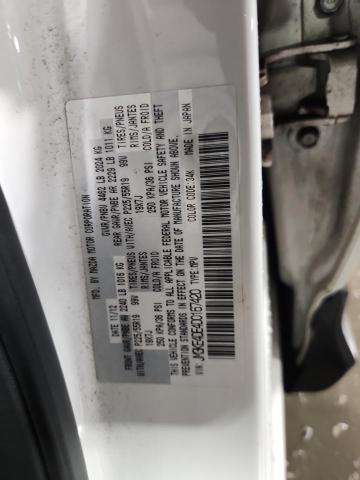 MFD BY MAZDA MOTOR CORPORATION
11/12 GVWR/PNBV 4462 LB 2024 KG
FRONT GAWR/PNBE AV 2240 LB 1016 KG REAR GAWR/PNBE AR 2229 LB 1011 KG
WITH/AVEC P225/55R19 99V TIRES/PNEUS WITH/AVEC P225/55R19 99V TIRES/PNEUS
19X7J RIMS/JANTES 19X7J RIMS/JANTES
250 KPA/36 PSI COLD/A FROID 250 KPA/36 PSI COLD/A FROID
THIS VEHICLE CONFORMS TO ALL APPLICABLE FEDERAL MOTOR VEHICLE SAFETY, BUMPER, AND THEFT
PREVENTION STANDARDS IN EFFECT ON THE DATE OF MANUFACTURE SHOWN ABOVE.
COLOR: 34K MADE IN JAPAN
VIN: TYPE: MPV